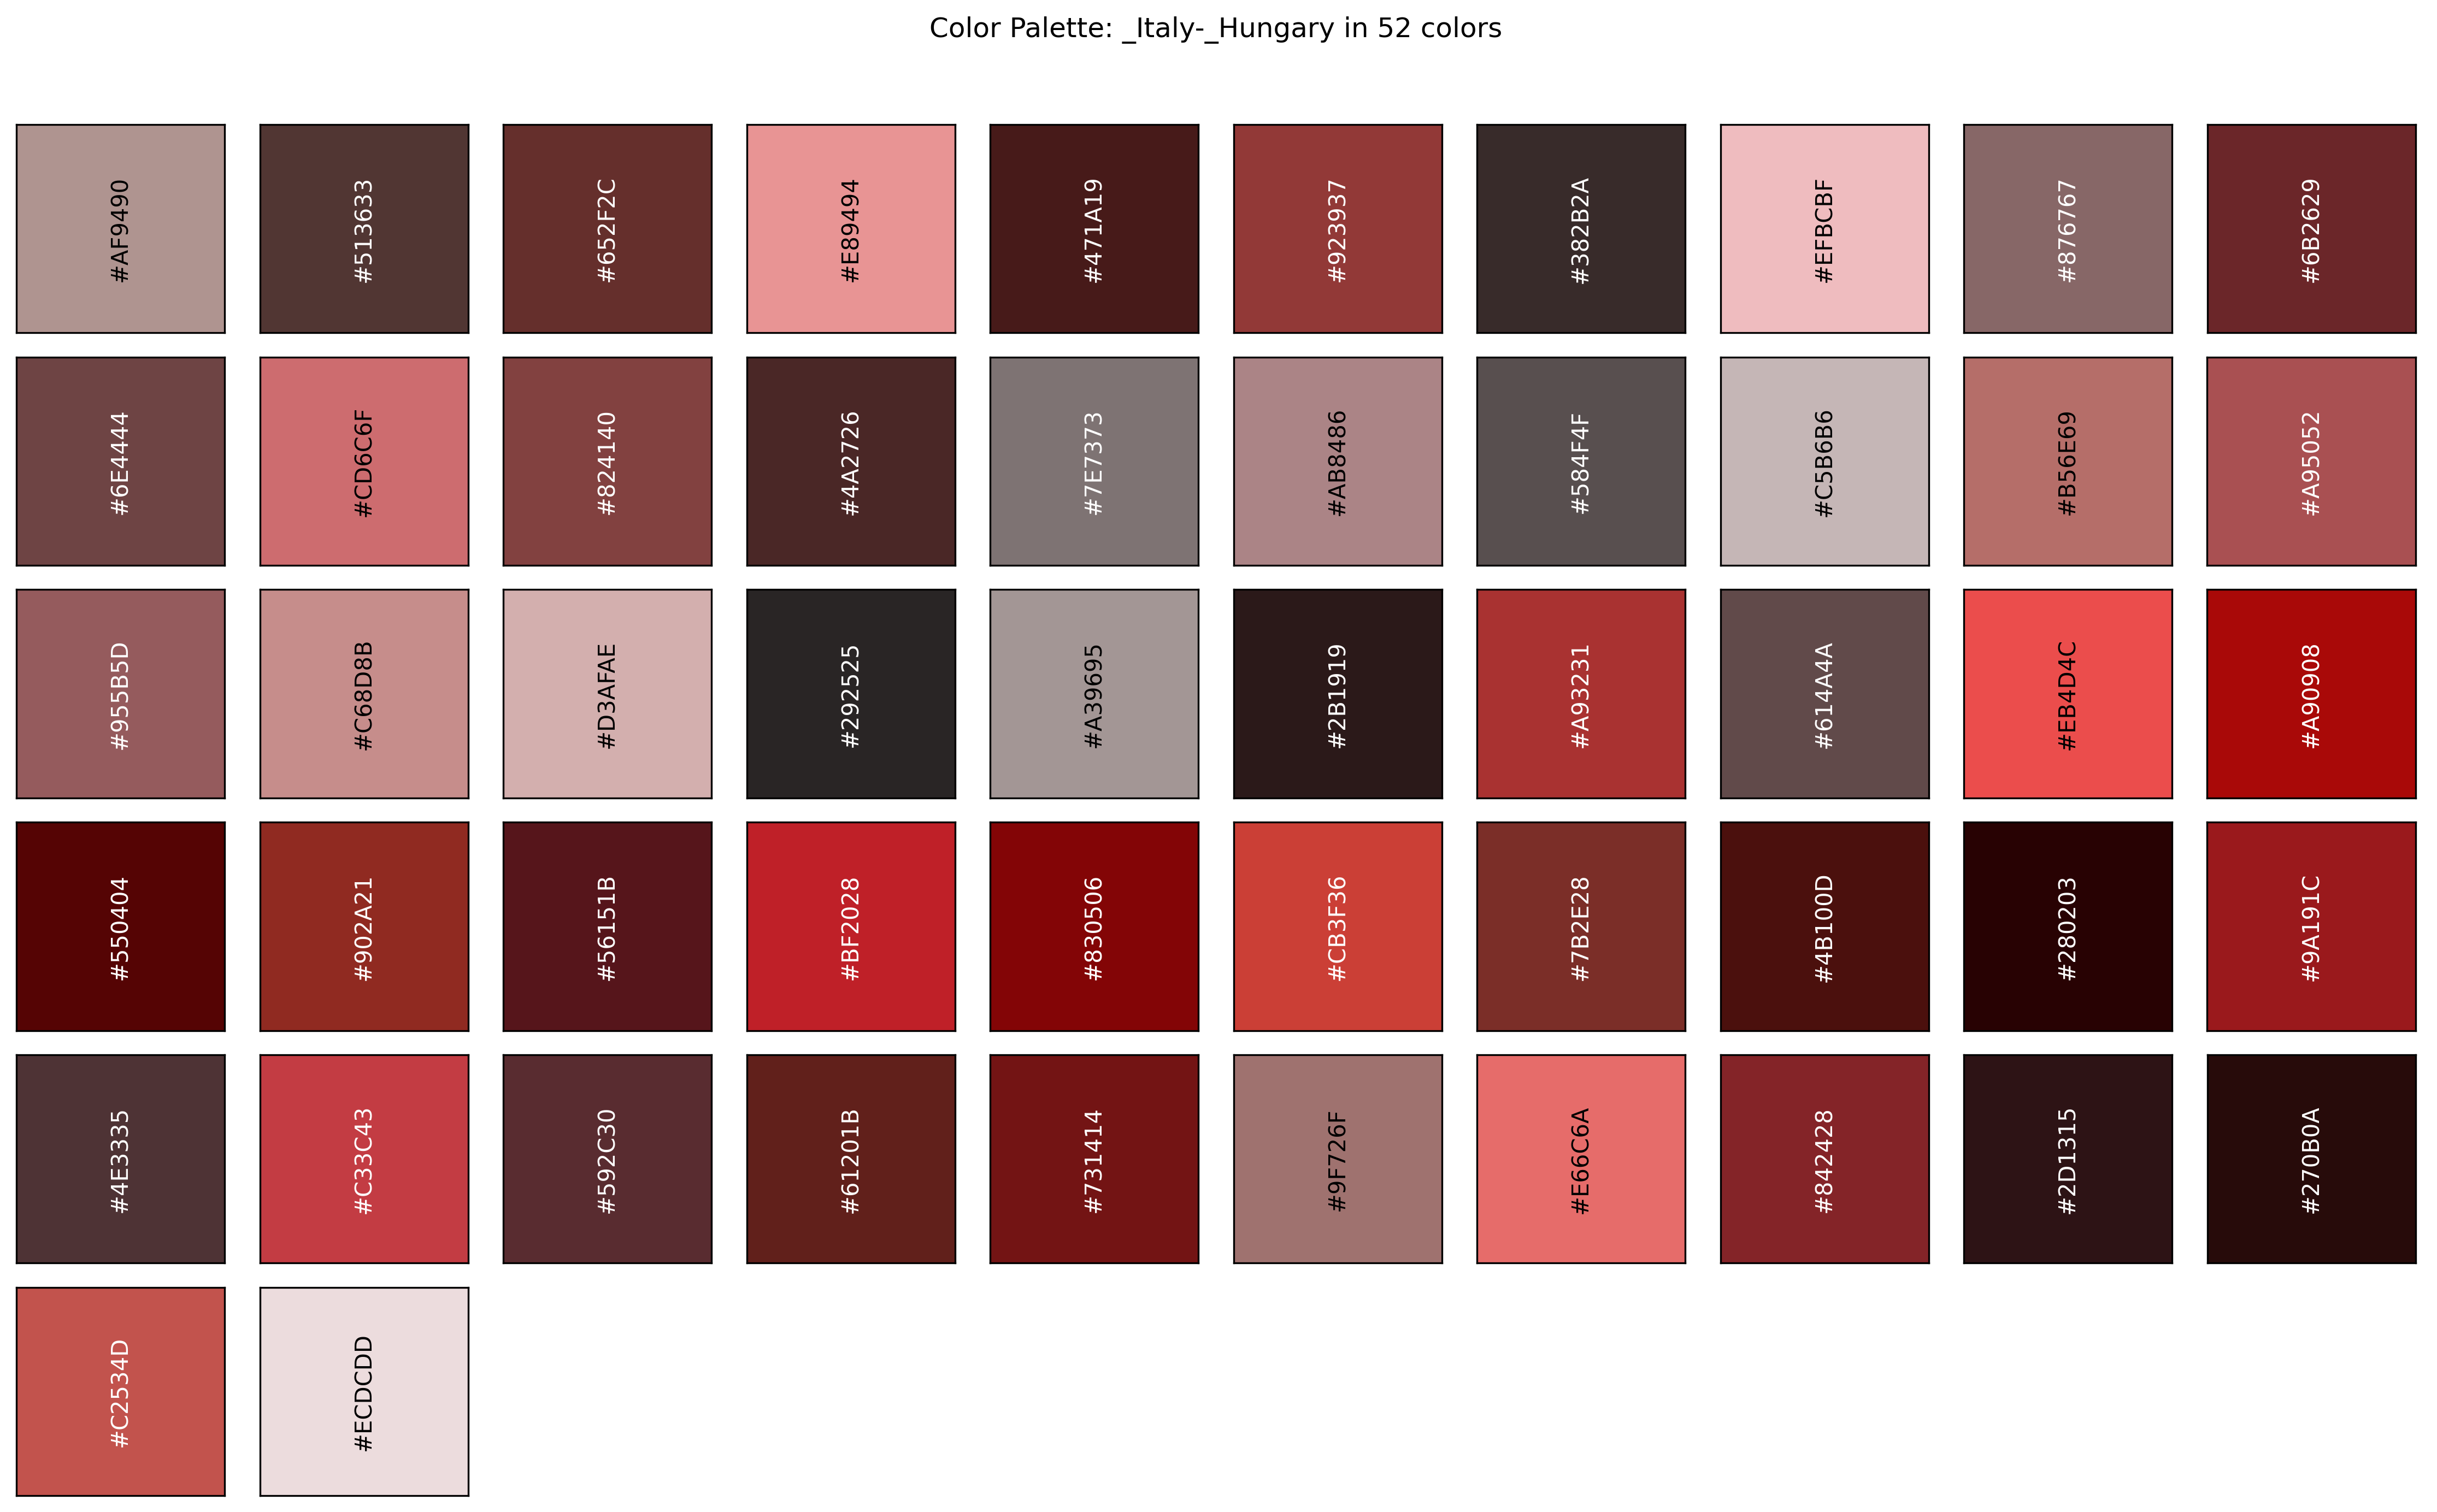 Color Palette: _Italy-_Hungary in 52 colors
#AF9490
#513633
#652F2C
#E89494
#471A19
#923937
#382B2A
#EFBCBF
#876767
#6B2629
#6E4444
#CD6C6F
#824140
#4A2726
#7E7373
#AB8486
#584F4F
#C5B6B6
#B56E69
#A95052
#955B5D
#C68D8B
#D3AFAE
#292525
#A39695
#2B1919
#A93231
#614A4A
#EB4D4C
#A90908
#550404
#902A21
#56151B
#BF2028
#830506
#CB3F36
#7B2E28
#4B100D
#280203
#9A191C
#4E3335
#C33C43
#592C30
#61201B
#731414
#9F726F
#E66C6A
#842428
#2D1315
#270B0A
#C2534D
#ECDCDD